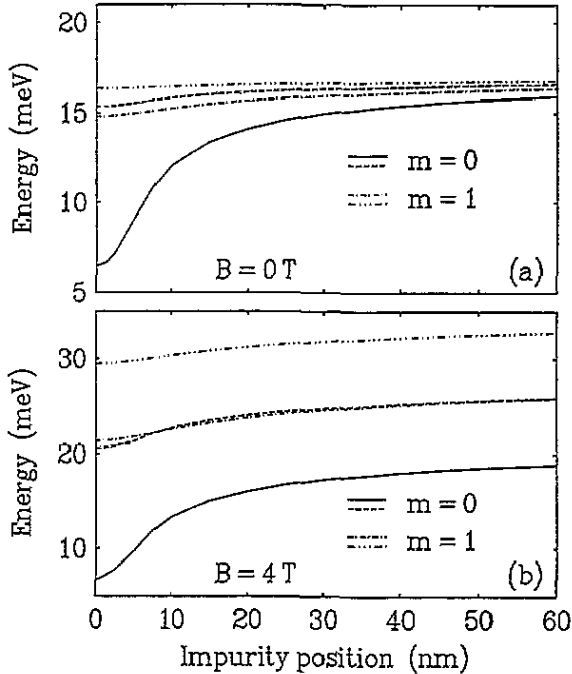 20
15
10
5
Energy (meV)
m = 0
m = 1
B = 0 T
(a)
30
20
10
Energy (meV)
m = 0
m = 1
B = 4 T
(b)
0 10 20 30 40 50 60
Impurity position (nm)